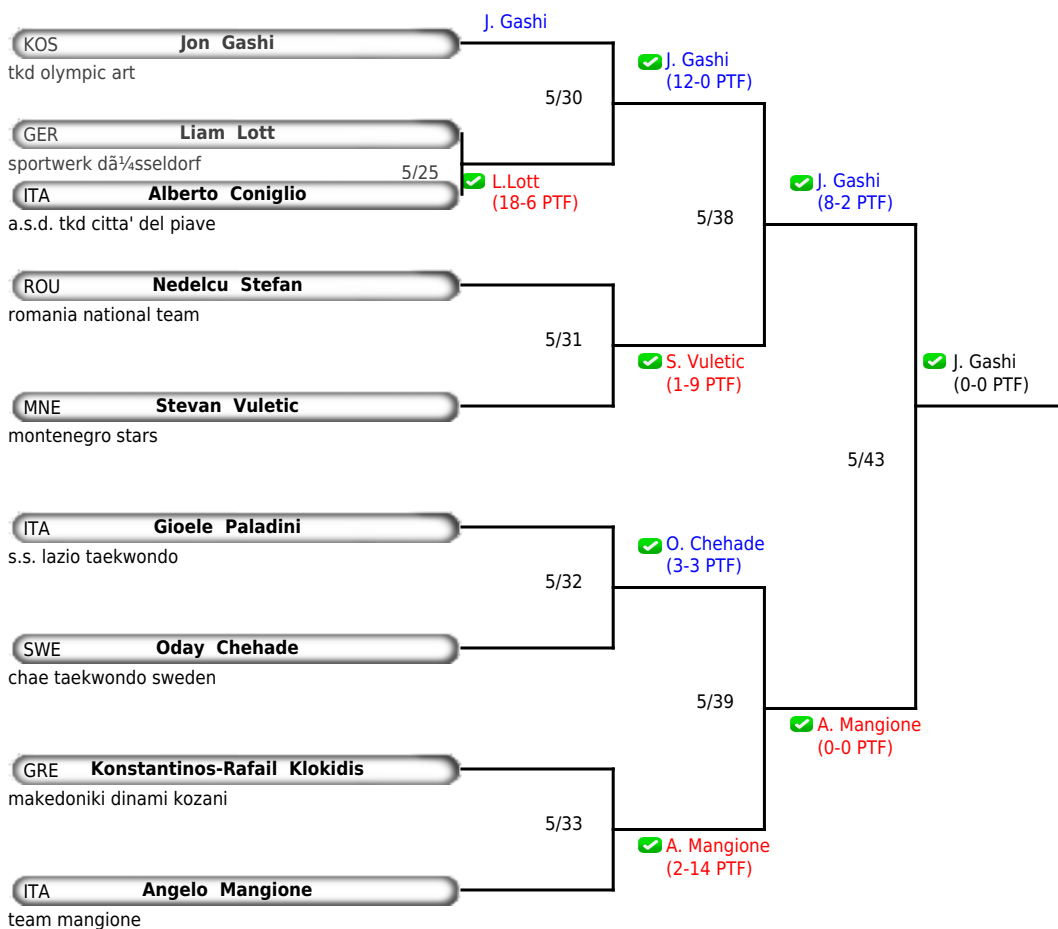 J. Gashi
KOS Jon Gashi
tkd olympic art
J. Gashi
(12-0 PTF)
5/30
GER Liam Lott
sportwerk dã¼sseldorf
5/25
L.Lott
(18-6 PTF)
ITA Alberto Coniglio
a.s.d. tkd citta' del piave
J. Gashi
(8-2 PTF)
5/38
ROU Nedelcu Stefan
romania national team
5/31
S. Vuletic
(1-9 PTF)
J. Gashi
(0-0 PTF)
MNE Stevan Vuletic
montenegro stars
5/43
ITA Gioele Paladini
s.s. lazio taekwondo
O. Chehade
(3-3 PTF)
5/32
SWE Oday Chehade
chae taekwondo sweden
5/39
A. Mangione
(0-0 PTF)
GRE Konstantinos-Rafail Klokidis
makedoniki dinami kozani
5/33
A. Mangione
(2-14 PTF)
ITA Angelo Mangione
team mangione